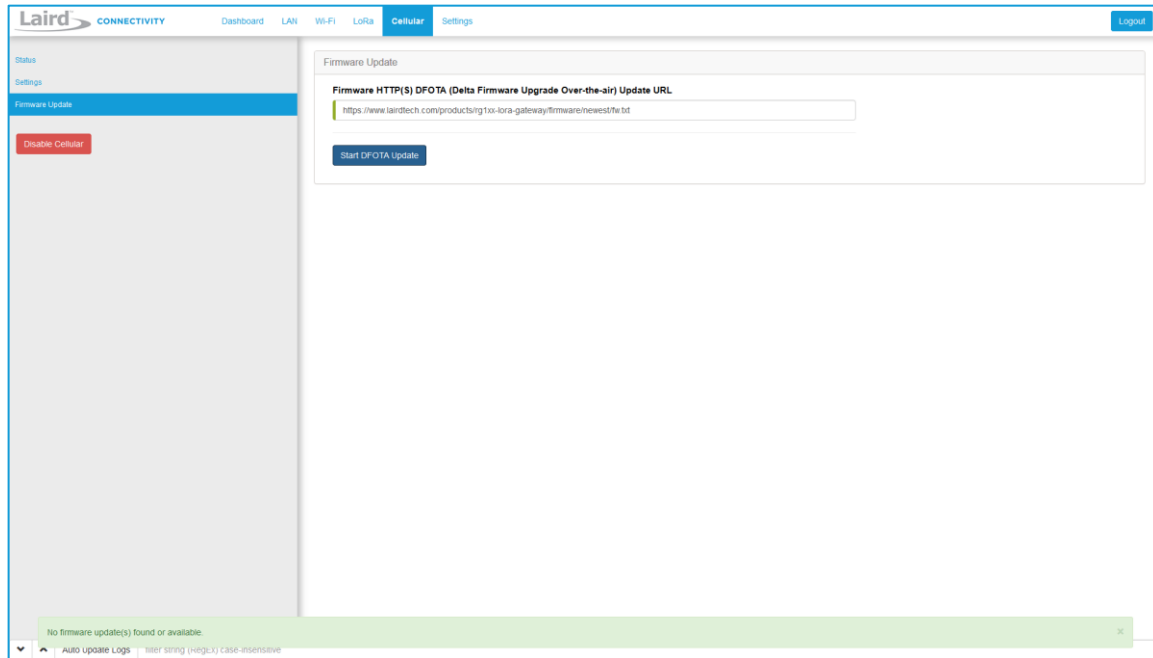 Laird CONNECTIVITY Dashboard LAN Wi-Fi LoRa Cellular Settings Logout
Status
Settings
Firmware Update
Disable Cellular
Firmware Update
Firmware HTTP(S) DFOTA (Delta Firmware Upgrade Over-the-air) Update URL
https://www.lairdtech.com/products/rg1xx-lora-gateway/firmware/newest/fw.txt
Start DFOTA Update
No firmware update(s) found or available. ×
Auto Update Logs filter string (RegEx) case-insensitive